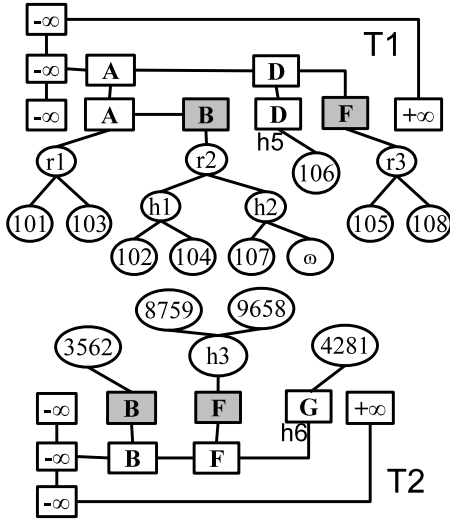 -∞
T1
-∞ A D
-∞ A B D F +∞
h5
r1 r2 106 r3
h1 h2
101 103 105 108
102 104 107 ω
8759 9658
3562 h3 4281
-∞ B F G +∞
h6
-∞ B F
T2
-∞